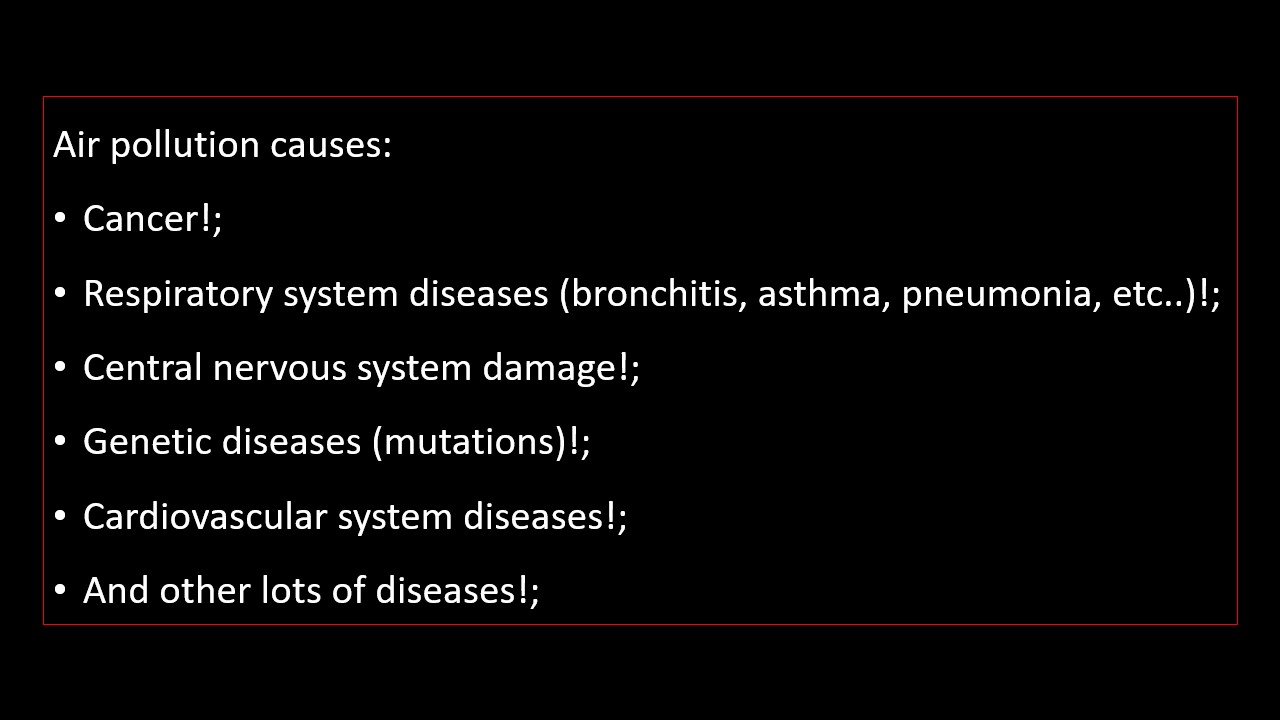 Air pollution causes:
• Cancer!;
• Respiratory system diseases (bronchitis, asthma, pneumonia, etc..)!;
• Central nervous system damage!;
• Genetic diseases (mutations)!;
• Cardiovascular system diseases!;
• And other lots of diseases!;